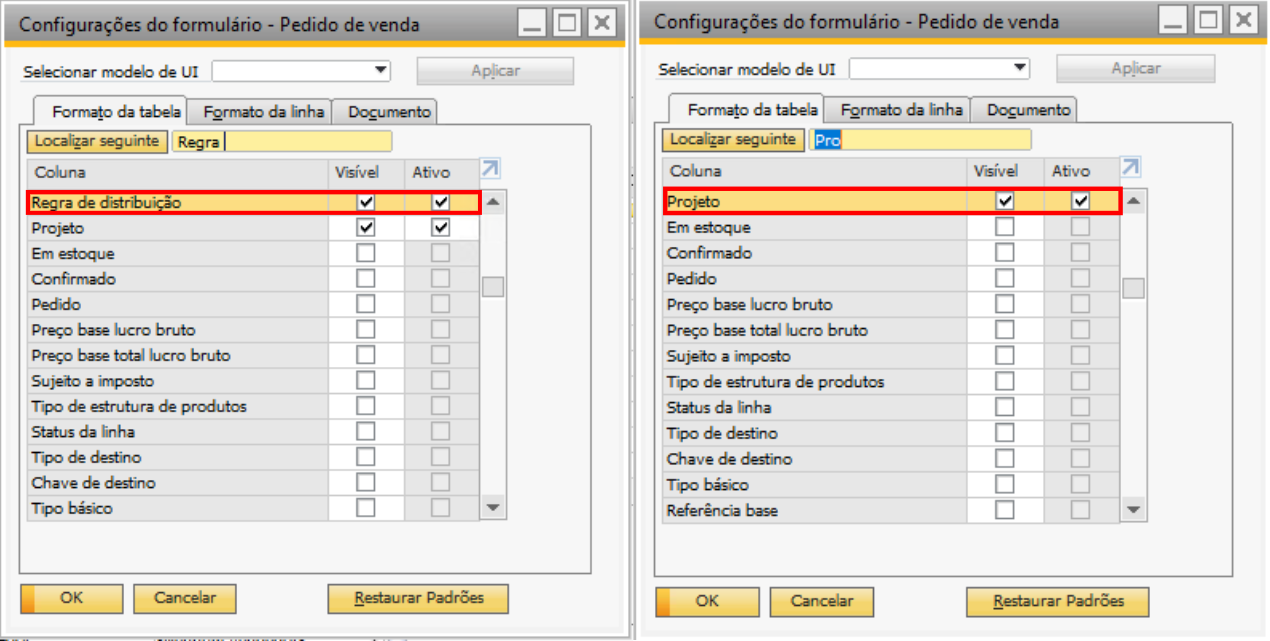 Configurações do formulário - Pedido de venda
Selecionar modelo de UI
Aplicar
Formato da tabela
Formato da linha
Documento
Localizar seguinte
Regra
Coluna
Visível
Ativo
Regra de distribuição
Projeto
Em estoque
Confirmado
Pedido
Preço base lucro bruto
Preço base total lucro bruto
Sujeito a imposto
Tipo de estrutura de produtos
Status da linha
Tipo de destino
Chave de destino
Tipo básico
OK
Cancelar
Restaurar Padrões
Configurações do formulário - Pedido de venda
Selecionar modelo de UI
Aplicar
Formato da tabela
Formato da linha
Documento
Localizar seguinte
Pro
Coluna
Visível
Ativo
Projeto
Em estoque
Confirmado
Pedido
Preço base lucro bruto
Preço base total lucro bruto
Sujeito a imposto
Tipo de estrutura de produtos
Status da linha
Tipo de destino
Chave de destino
Tipo básico
Referência base
OK
Cancelar
Restaurar Padrões